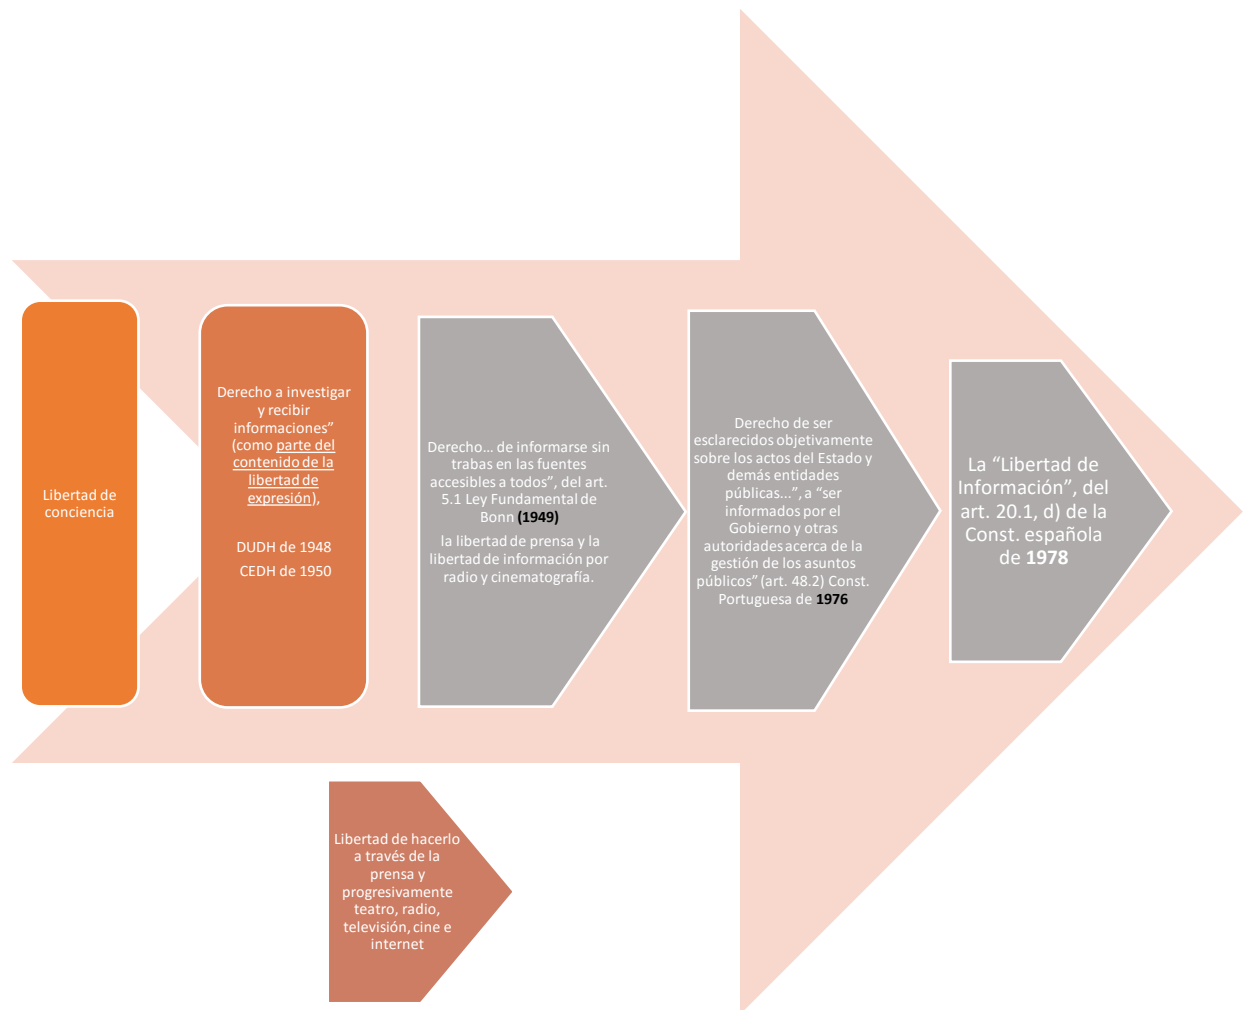 Libertad de
conciencia
Derecho a investigar
y recibir
informaciones”
(como parte del
contenido de la
libertad de
expresión),
DUDH de 1948
CEDH de 1950
Derecho… de informarse sin
trabas en las fuentes
accesibles a todos”, del art.
5.1 Ley Fundamental de
Bonn (1949)
la libertad de prensa y la
libertad de información por
radio y cinematografía.
Derecho de ser
esclarecidos objetivamente
sobre los actos del Estado y
demás entidades
públicas...”, a “ser
informados por el
Gobierno y otras
autoridades acerca de la
gestión de los asuntos
públicos” (art. 48.2) Const.
Portuguesa de 1976
La “Libertad de
Información”, del
art. 20.1, d) de la
Const. española
de 1978
Libertad de hacerlo
a través de la
prensa y
progresivamente
teatro, radio,
televisión, cine e
internet